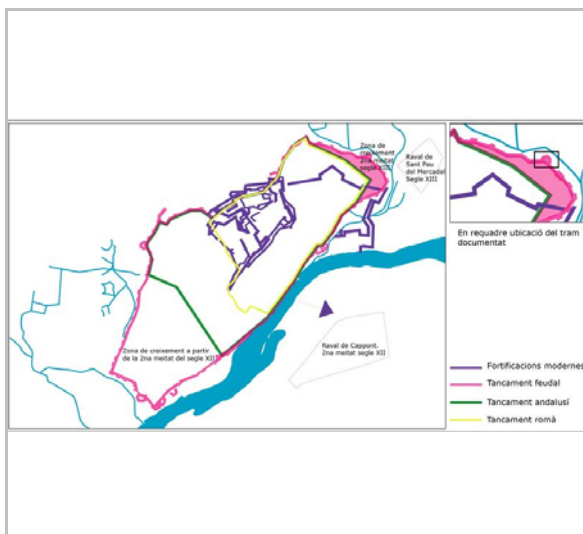 Zona de
creixement
2na meitat
segle XIII
Raval de
Sant Pau
del Mercadal
Segle XIII
En requadre ubicació del tram
documentat
Zona de creixement a partir
de la 2na meitat del segle XII
Raval de Cappont.
2na meitat segle XII
Fortificacions modernes
Tancament feudal
Tancament andalusí
Tancament romà